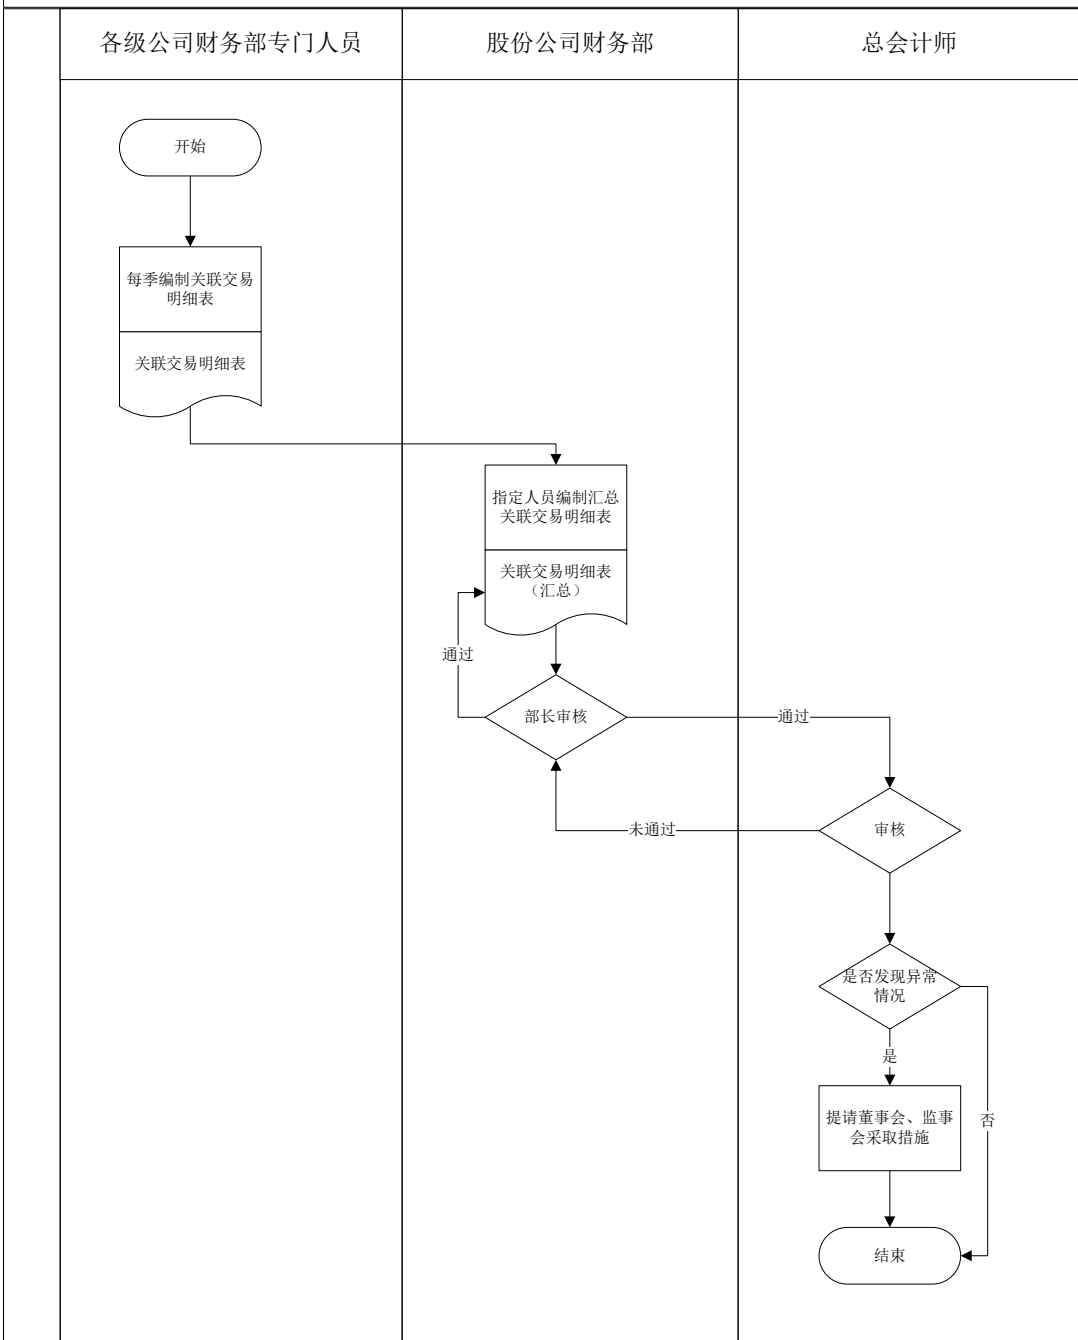 各级公司财务部专门人员
股份公司财务部
总会计师
开始
每季编制关联交易
明细表
关联交易明细表
指定人员编制汇总
关联交易明细表
关联交易明细表
（汇总）
通过
部长审核
通过
未通过
审核
是否发现异常
情况
是
提请董事会、监事
会采取措施
否
结束